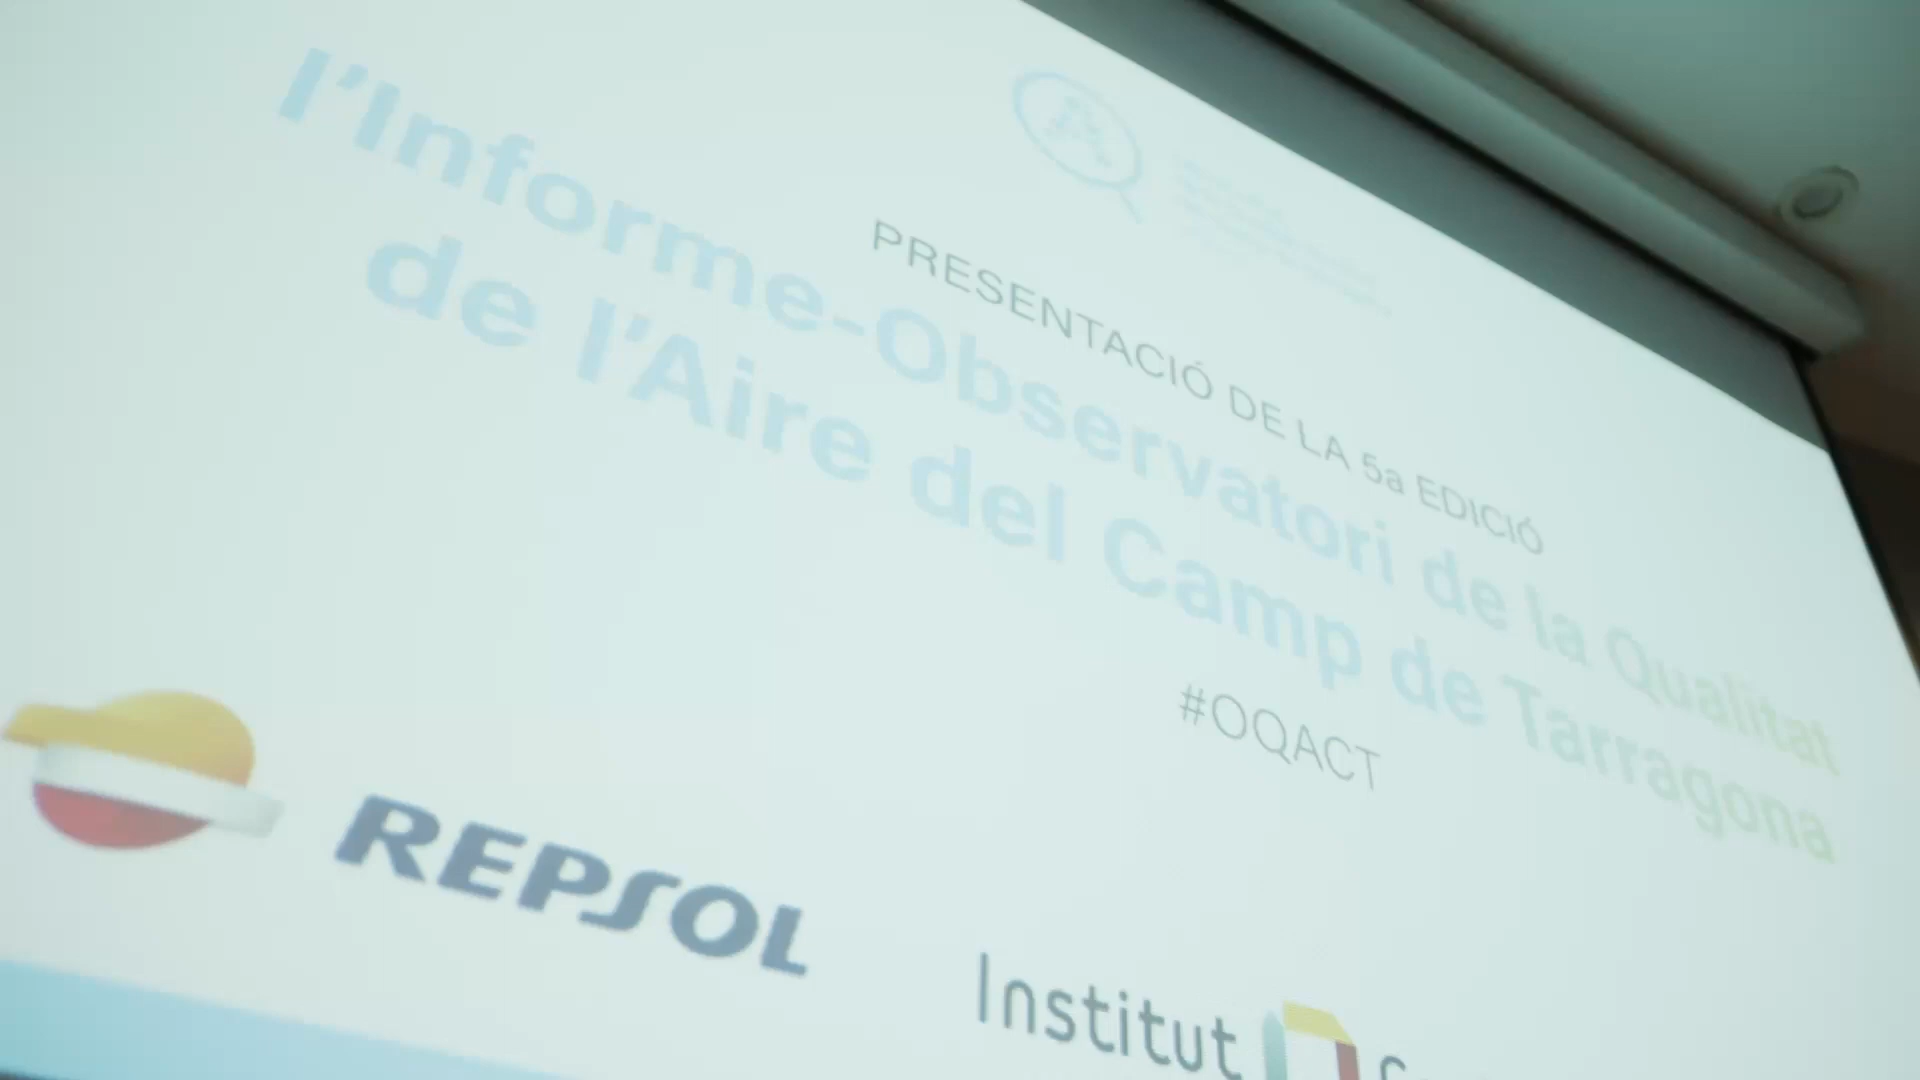 PRESENTACIÓ DE LA 5a EDICIÓ
l'Informe-Observatori de la Qualitat
de l'Aire del Camp de Tarragona
#OQACT
REPSOL
Institut